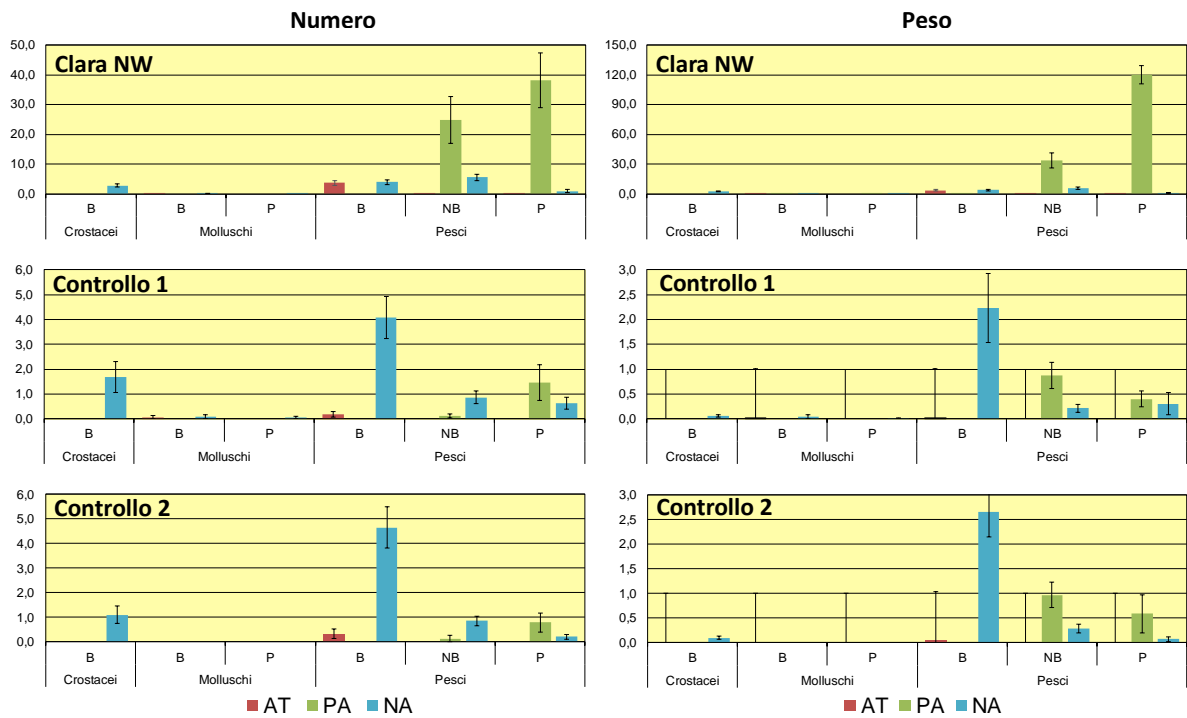 Numero
Clara NW
50,0
40,0
30,0
20,0
10,0
0,0
B B P B NB P
Crostacei Molluschi Pesci
Controllo 1
6,0
5,0
4,0
3,0
2,0
1,0
0,0
B B P B NB P
Crostacei Molluschi Pesci
Controllo 2
6,0
5,0
4,0
3,0
2,0
1,0
0,0
B B P B NB P
Crostacei Molluschi Pesci
AT PA NA
Peso
Clara NW
150,0
120,0
90,0
60,0
30,0
0,0
B B P B NB P
Crostacei Molluschi Pesci
Controllo 1
3,0
2,5
2,0
1,5
1,0
0,5
0,0
B B P B NB P
Crostacei Molluschi Pesci
Controllo 2
3,0
2,5
2,0
1,5
1,0
0,5
0,0
B B P B NB P
Crostacei Molluschi Pesci
AT PA NA